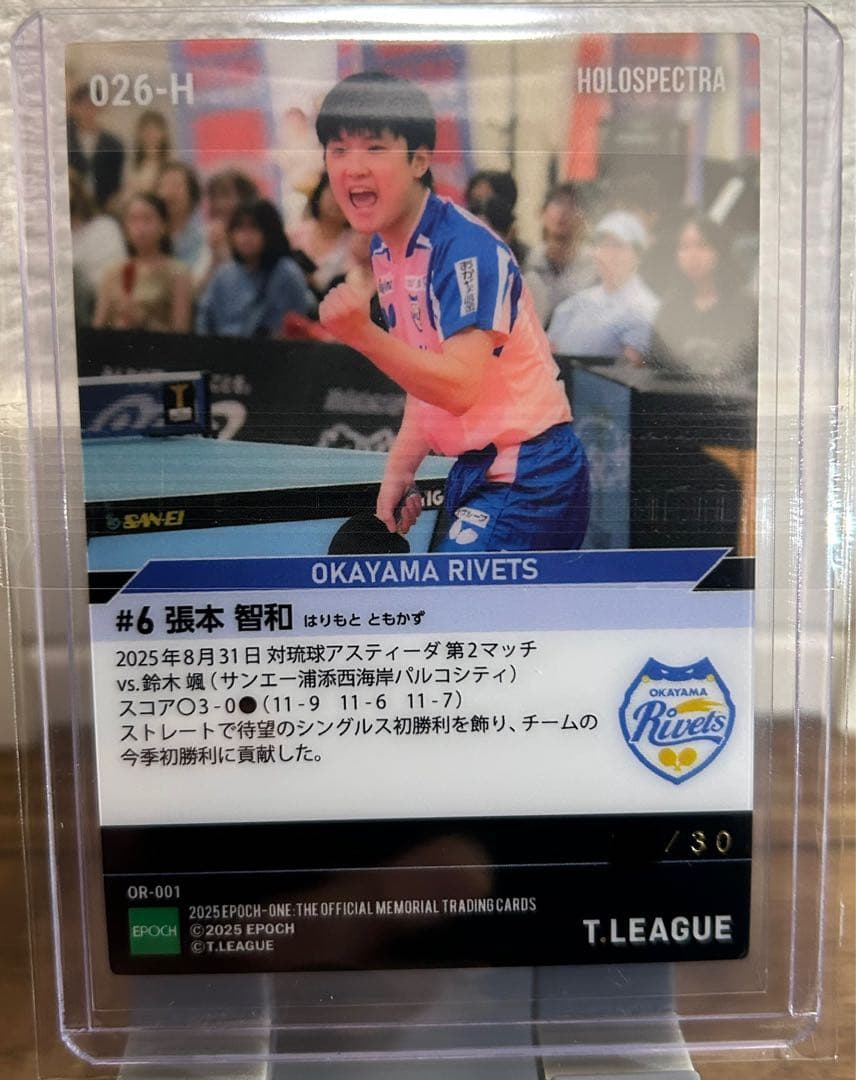 026-H
HOLOSPECTRA
SAN-EI
OKAYAMA RIVETS
#6 張本 智和 はりもと ともかず
2025年8月31日 対琉球アスティーダ 第2マッチ
vs.鈴木 颯（サンエー浦添西海岸パルコシティ）
スコア〇3-0●（11-9 11-6 11-7）
ストレートで待望のシングルス初勝利を飾り、チームの
今季初勝利に貢献した。
OKAYAMA
Rivets
/30
OR-001
EPOCH
2025 EPOCH-ONE:THE OFFICIAL MEMORIAL TRADING CARDS
©2025 EPOCH
©T.LEAGUE
T.LEAGUE